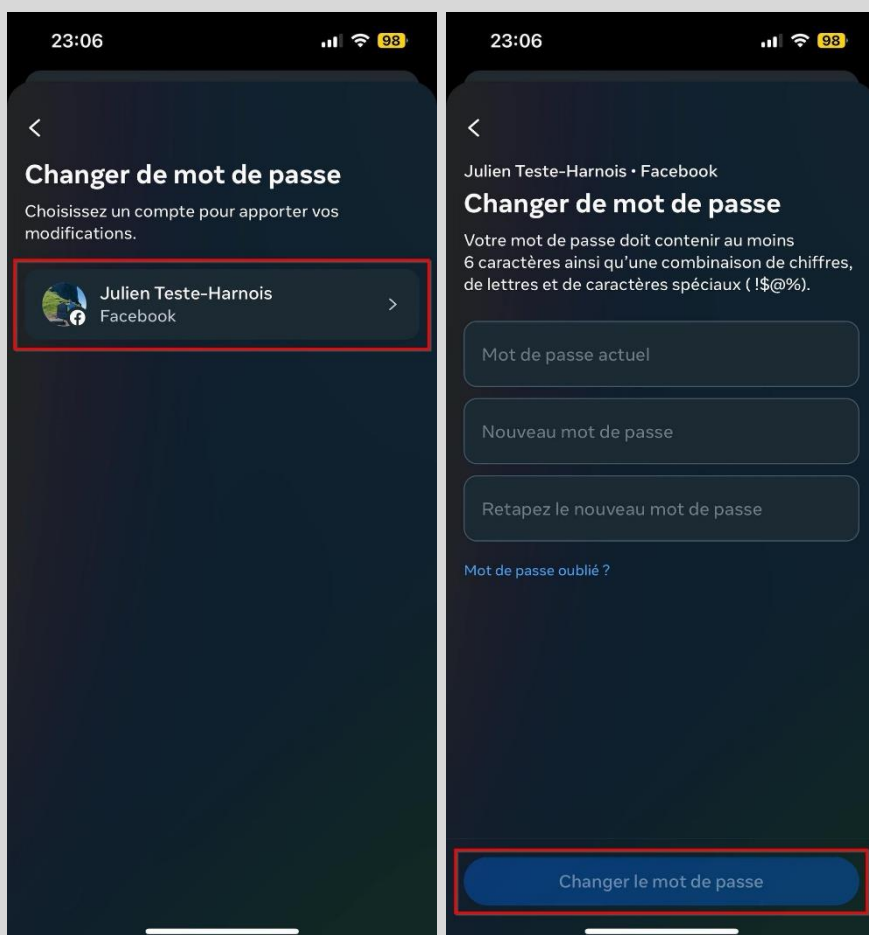 23:06
98
Changer de mot de passe
Choisissez un compte pour apporter vos
modifications.
Julien Teste-Harnois
Facebook
23:06
98
Julien Teste-Harnois • Facebook
Changer de mot de passe
Votre mot de passe doit contenir au moins
6 caractères ainsi qu’une combinaison de chiffres,
de lettres et de caractères spéciaux ( !$@%).
Mot de passe actuel
Nouveau mot de passe
Retapez le nouveau mot de passe
Mot de passe oublié ?
Changer le mot de passe